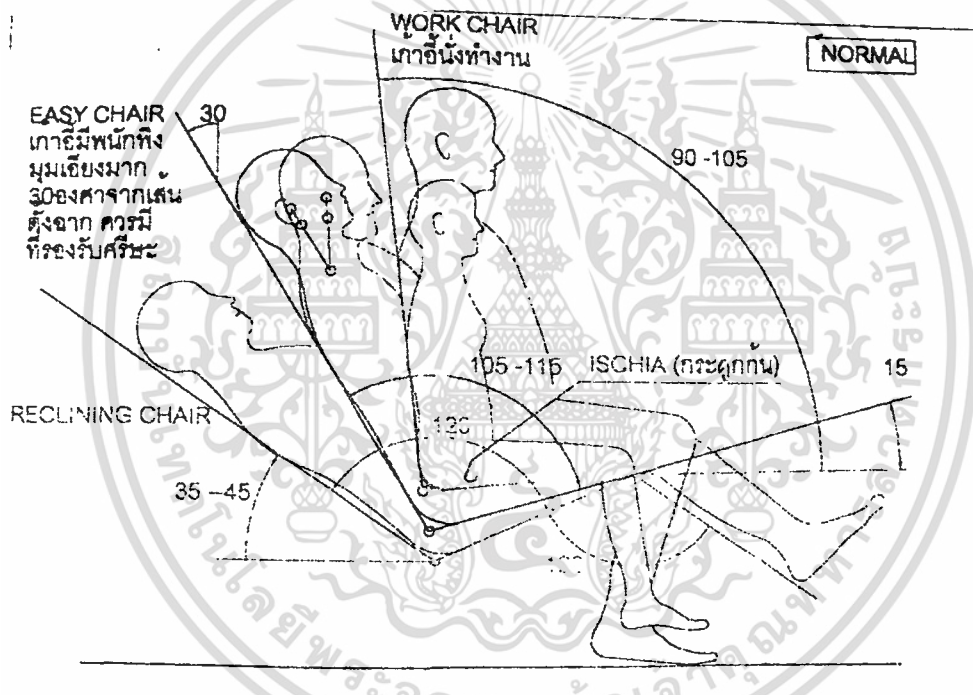 WORK CHAIR
เก้าอี้นั่งทำงาน
NORMAL
EASY CHAIR
เก้าอี้มีพนักพิง
มุมเอียงมาก
30องศาจากเส้น
ตั้งฉาก ควรมี
ที่รองรับศรีษะ
30
90 -105
105 -115
ISCHIA (กระดูกก้น)
15
RECLINING CHAIR
120
35 -45